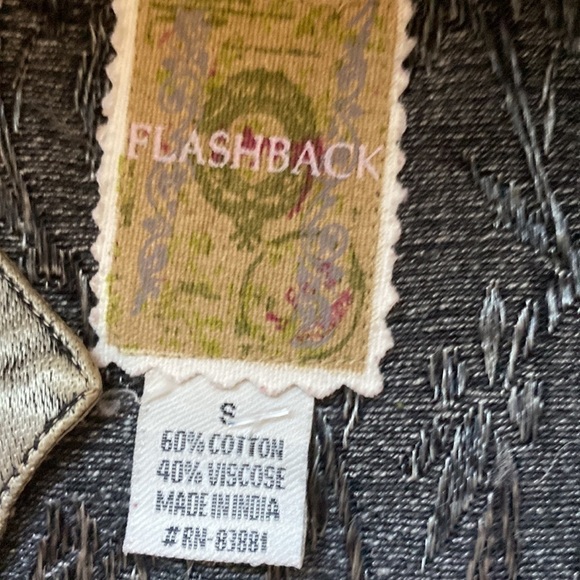 FLASHBACK
S
60% COTTON
40% VISCOSE
MADE IN INDIA
# RN-83881